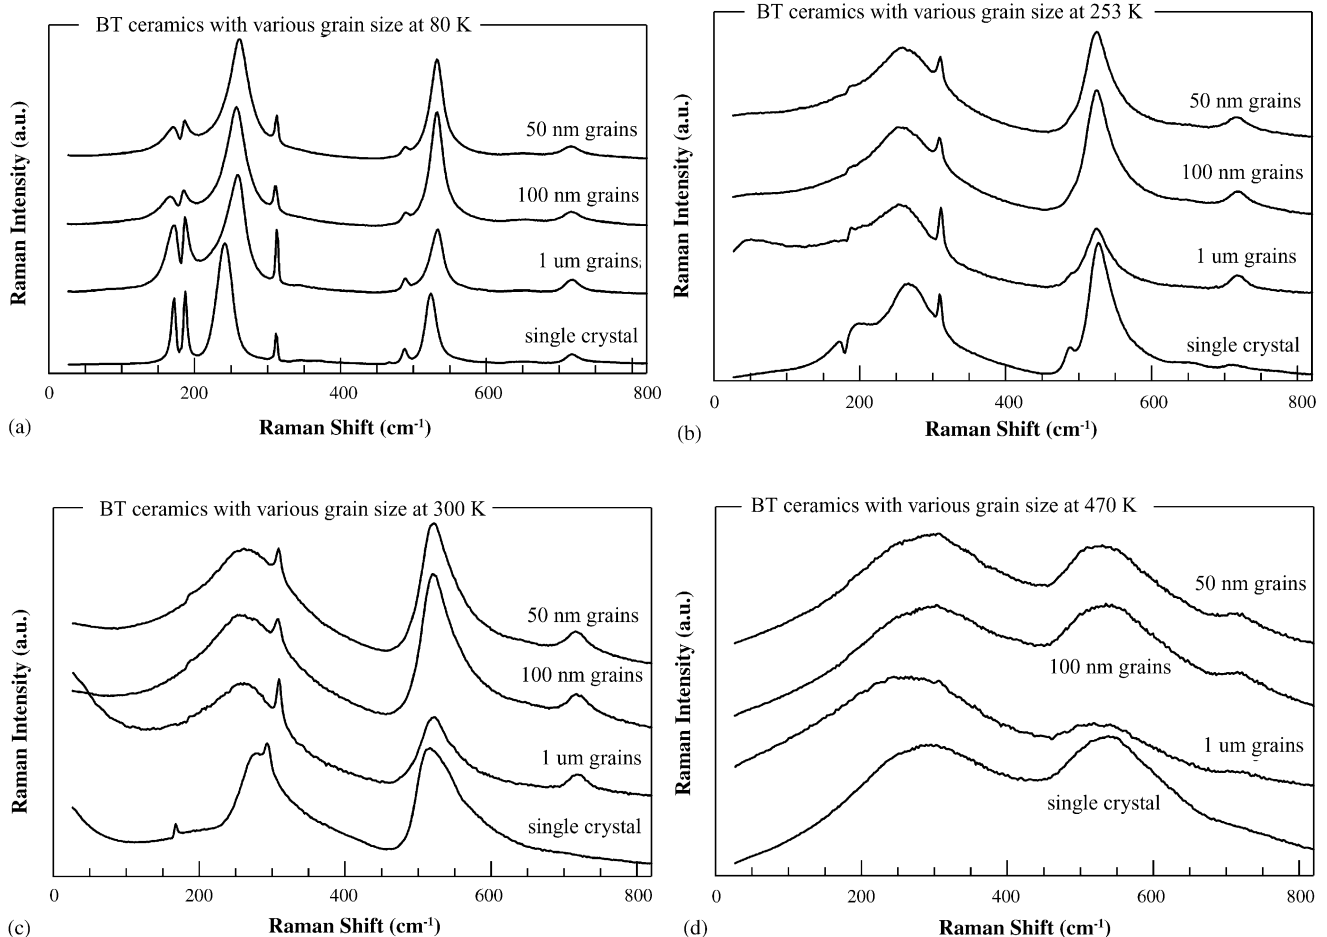 BT ceramics with various grain size at 80 K
Raman Intensity (a.u.)
50 nm grains
100 nm grains
1 um grains
single crystal
0 200 400 600 800
Raman Shift (cm-1)
(a)
BT ceramics with various grain size at 253 K
Raman Intensity (a.u.)
50 nm grains
100 nm grains
1 um grains
single crystal
0 200 400 600 800
Raman Shift (cm-1)
(b)
BT ceramics with various grain size at 300 K
Raman Intensity (a.u.)
50 nm grains
100 nm grains
1 um grains
single crystal
0 200 400 600 800
Raman Shift (cm-1)
(c)
BT ceramics with various grain size at 470 K
Raman Intensity (a.u.)
50 nm grains
100 nm grains
1 um grains
single crystal
0 200 400 600 800
Raman Shift (cm-1)
(d)